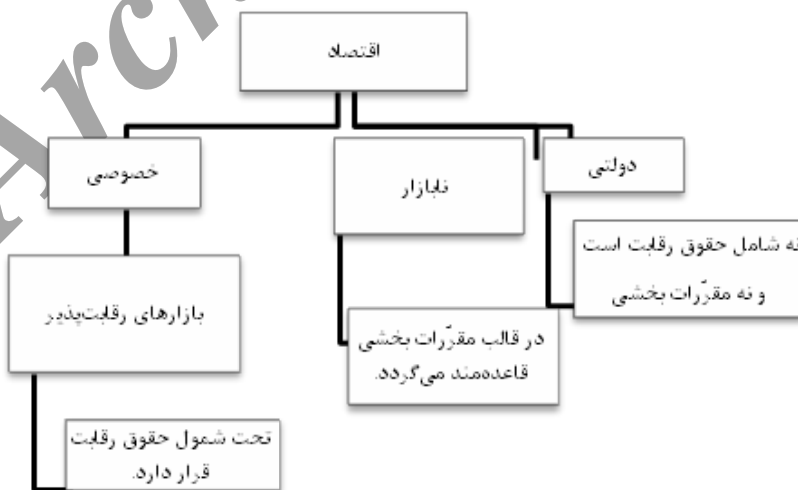 اقتصاد
دولتی
نابازار
خصوصی
نه شامل حقوق رقابت است
و نه مقرّرات بخشی
بازارهای رقابت‌پذیر
در قالب مقرّرات بخشی
قاعده‌مند می‌گردد.
تحت شمول حقوق رقابت
قرار دارد.